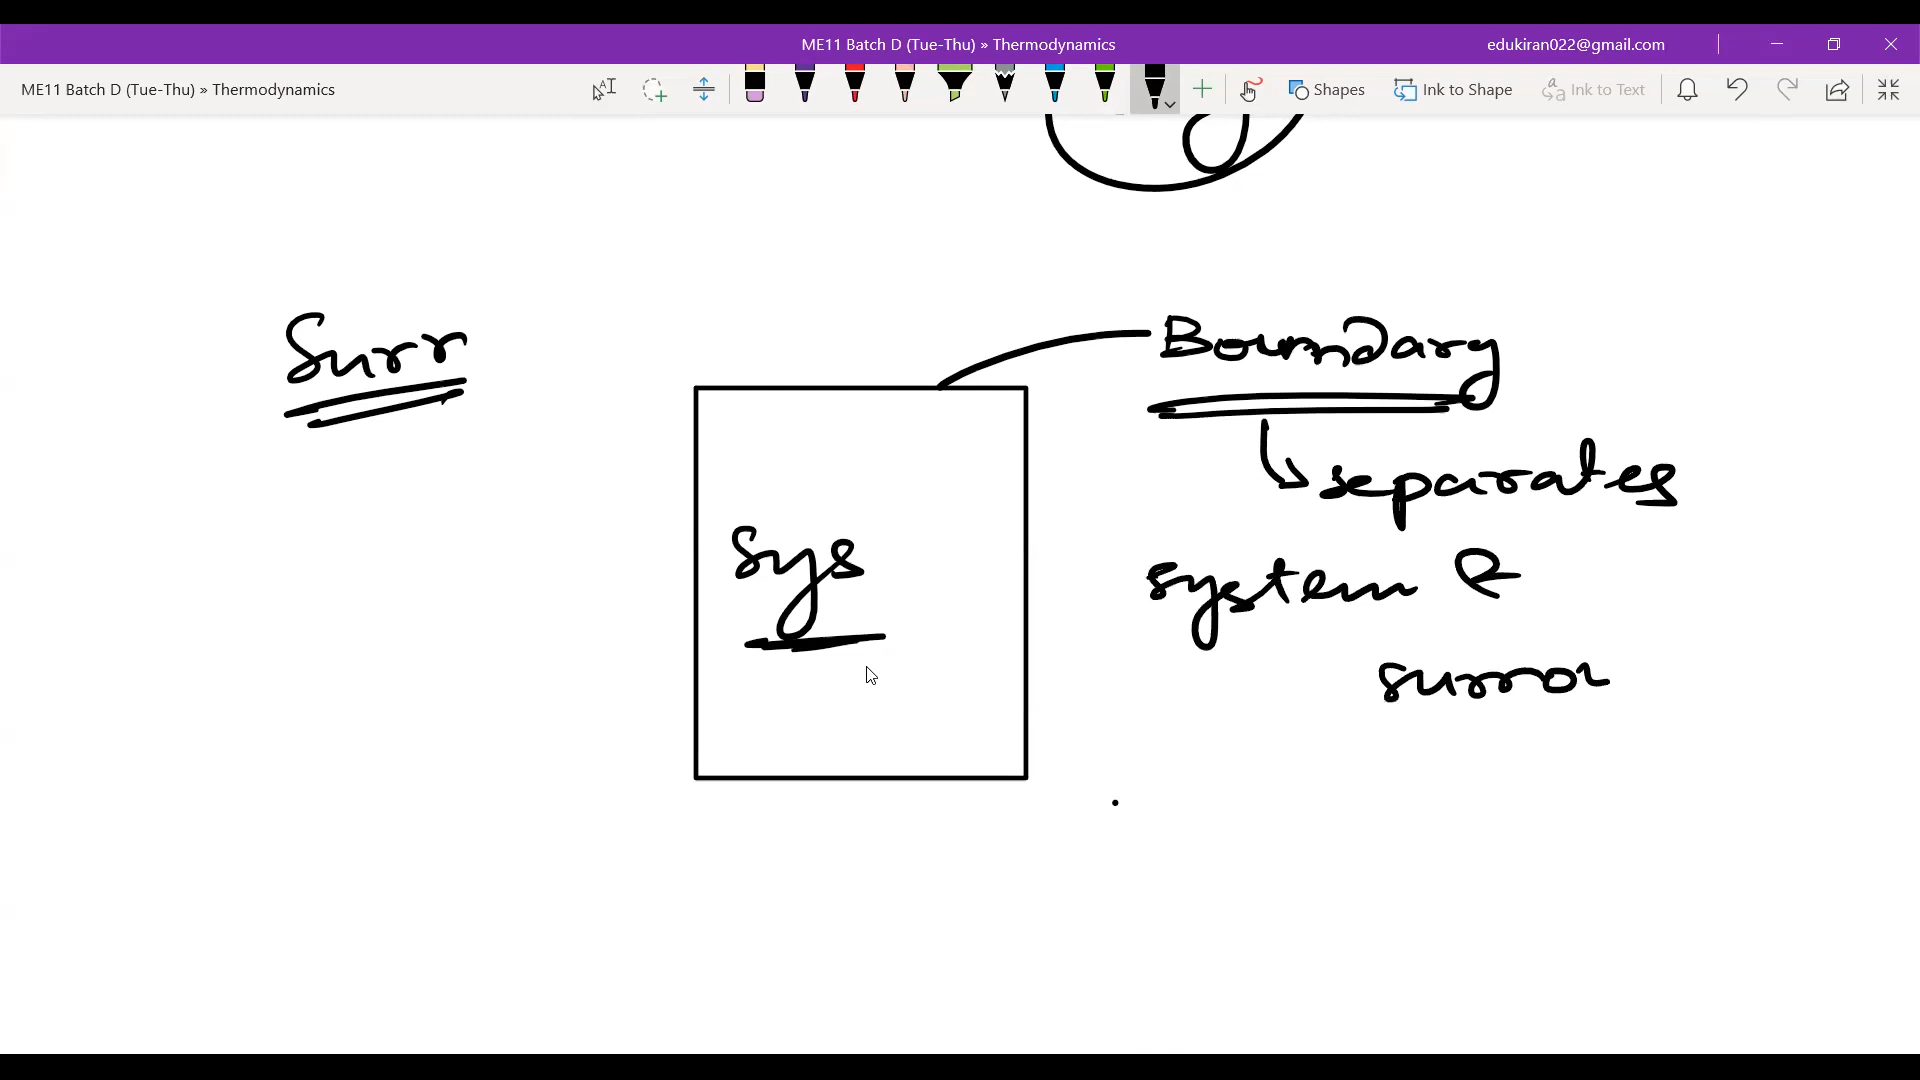 ME11 Batch D (Tue-Thu) » Thermodynamics
edukiran022@gmail.com
ME11 Batch D (Tue-Thu) » Thermodynamics
Shapes
Ink to Shape
Ink to Text
Surr
Boundary
separates
sys
system &
surrou